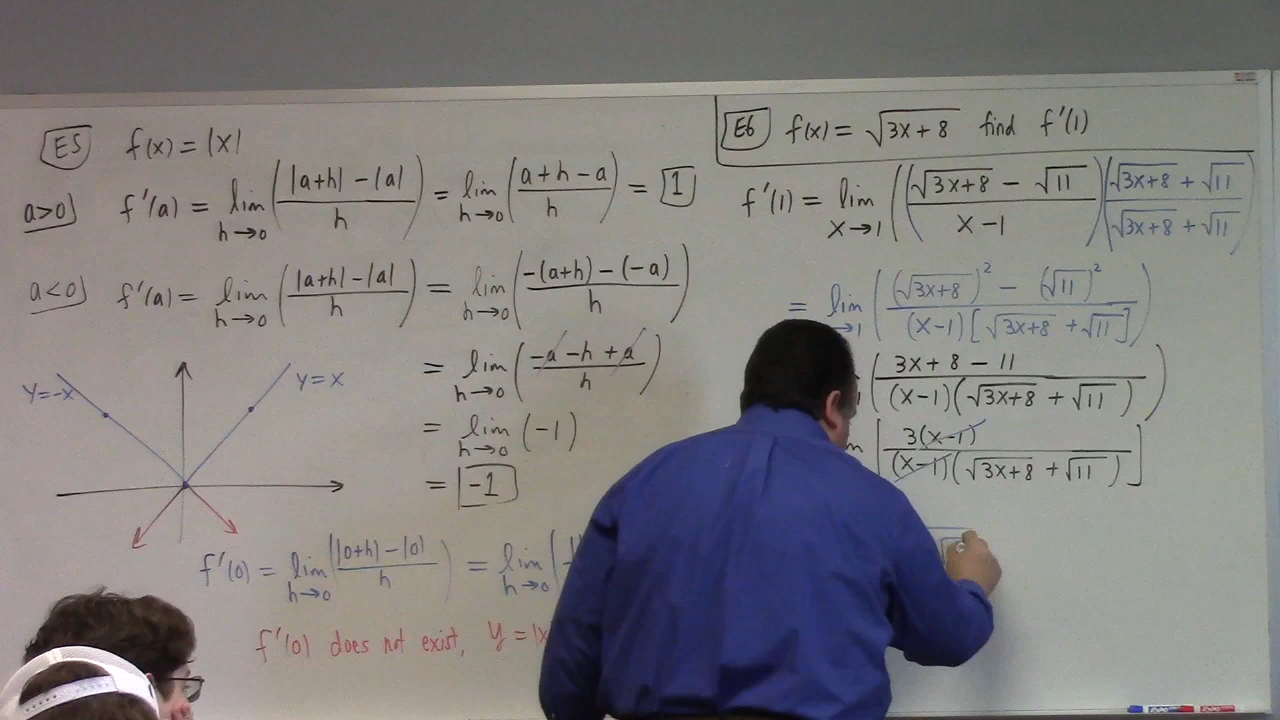 E5 f(x) = |x|
a>0 f'(a) = lim h→0 ((|a+h| - |a|)/h) = lim h→0 ((a+h-a)/h) = 1
a<0 f'(a) = lim h→0 ((|a+h| - |a|)/h) = lim h→0 ((-(a+h) - (-a))/h)
= lim h→0 ((-a - h + a)/h)
= lim h→0 (-1)
= -1
y=-x
y=x
f'(0) = lim h→0 ((|0+h| - |0|)/h) = lim h→0 (
f'(0) does not exist, y = |x
E6 f(x) = √(3x+8) find f'(1)
f'(1) = lim x→1 ((√(3x+8) - √11)/(x-1)) ((√(3x+8) + √11)/(√(3x+8) + √11))
= lim →1 (((√(3x+8))² - (√11)²)/((x-1)[√(3x+8) + √11]))
((3x+8-11)/((x-1)(√(3x+8) + √11)))
[(3(x-1))/((x-1)(√(3x+8) + √11))]